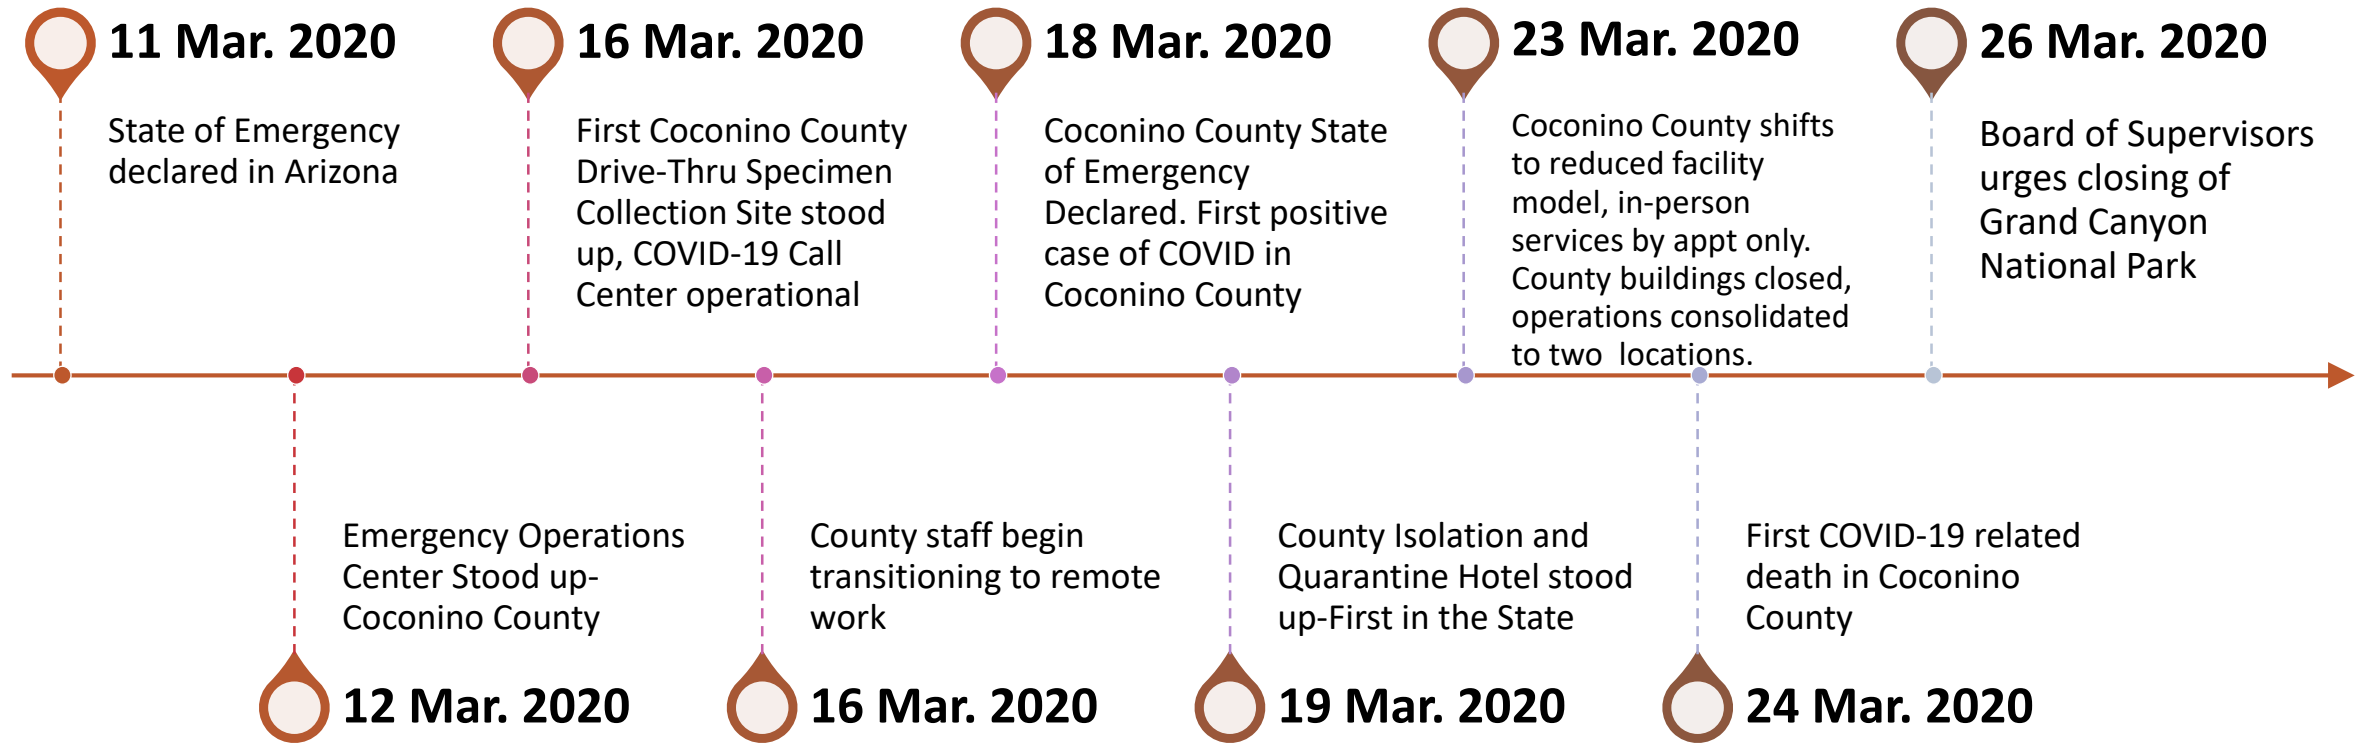 11 Mar. 2020
State of Emergency
declared in Arizona
12 Mar. 2020
Emergency Operations
Center Stood up-
Coconino County
16 Mar. 2020
First Coconino County
Drive-Thru Specimen
Collection Site stood
up, COVID-19 Call
Center operational
16 Mar. 2020
County staff begin
transitioning to remote
work
18 Mar. 2020
Coconino County State
of Emergency
Declared. First positive
case of COVID in
Coconino County
19 Mar. 2020
County Isolation and
Quarantine Hotel stood
up-First in the State
23 Mar. 2020
Coconino County shifts
to reduced facility
model, in-person
services by appt only.
County buildings closed,
operations consolidated
to two  locations.
24 Mar. 2020
First COVID-19 related
death in Coconino
County
26 Mar. 2020
Board of Supervisors
urges closing of
Grand Canyon
National Park